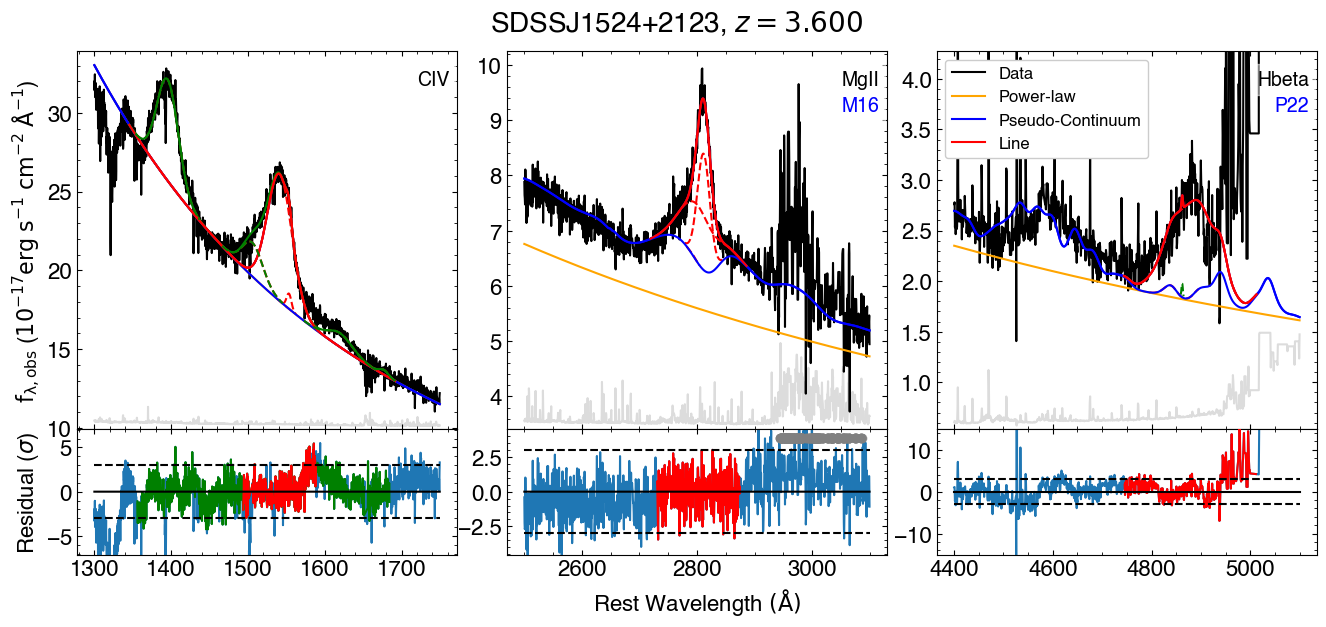 SDSSJ1524+2123, z = 3.600
f_λ,obs (10⁻¹⁷erg s⁻¹ cm⁻² Å⁻¹)
30
25
20
15
10
CIV
10
9
8
7
6
5
4
MgII
M16
4.0
3.5
3.0
2.5
2.0
1.5
1.0
Data
Power-law
Pseudo-Continuum
Line
Hbeta
P22
Residual (σ)
5
0
−5
2.5
0.0
−2.5
10
0
−10
1300 1400 1500 1600 1700
2600 2800 3000
4400 4600 4800 5000
Rest Wavelength (Å)